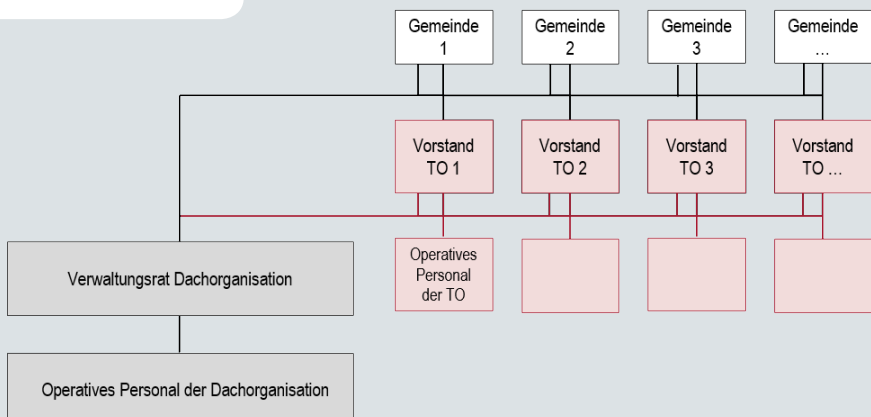 Gemeinde
1
Gemeinde
2
Gemeinde
3
Gemeinde
...
Vorstand
TO 1
Vorstand
TO 2
Vorstand
TO 3
Vorstand
TO ...
Operatives
Personal
der TO
Verwaltungsrat Dachorganisation
Operatives Personal der Dachorganisation